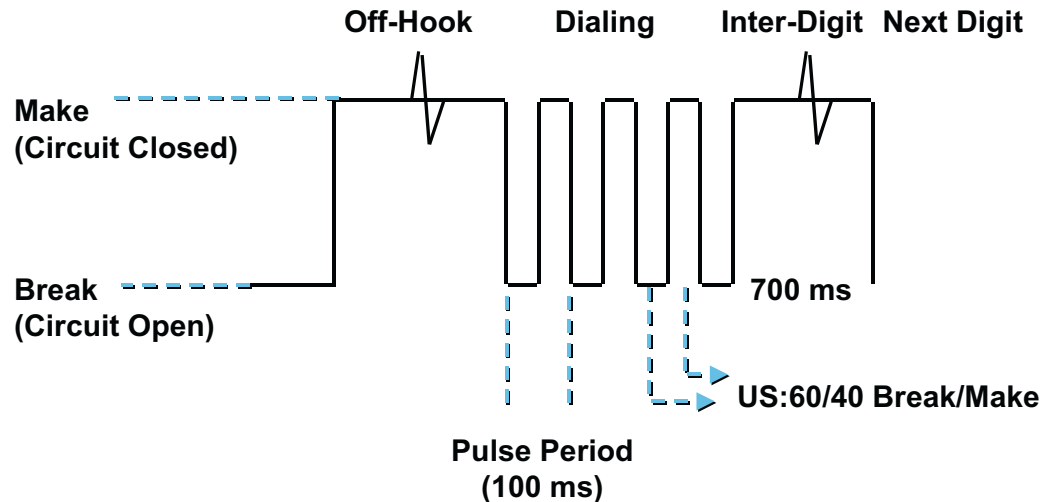 Off-Hook Dialing Inter-Digit Next Digit
Make
(Circuit Closed)
Break
(Circuit Open)
700 ms
US:60/40 Break/Make
Pulse Period
(100 ms)